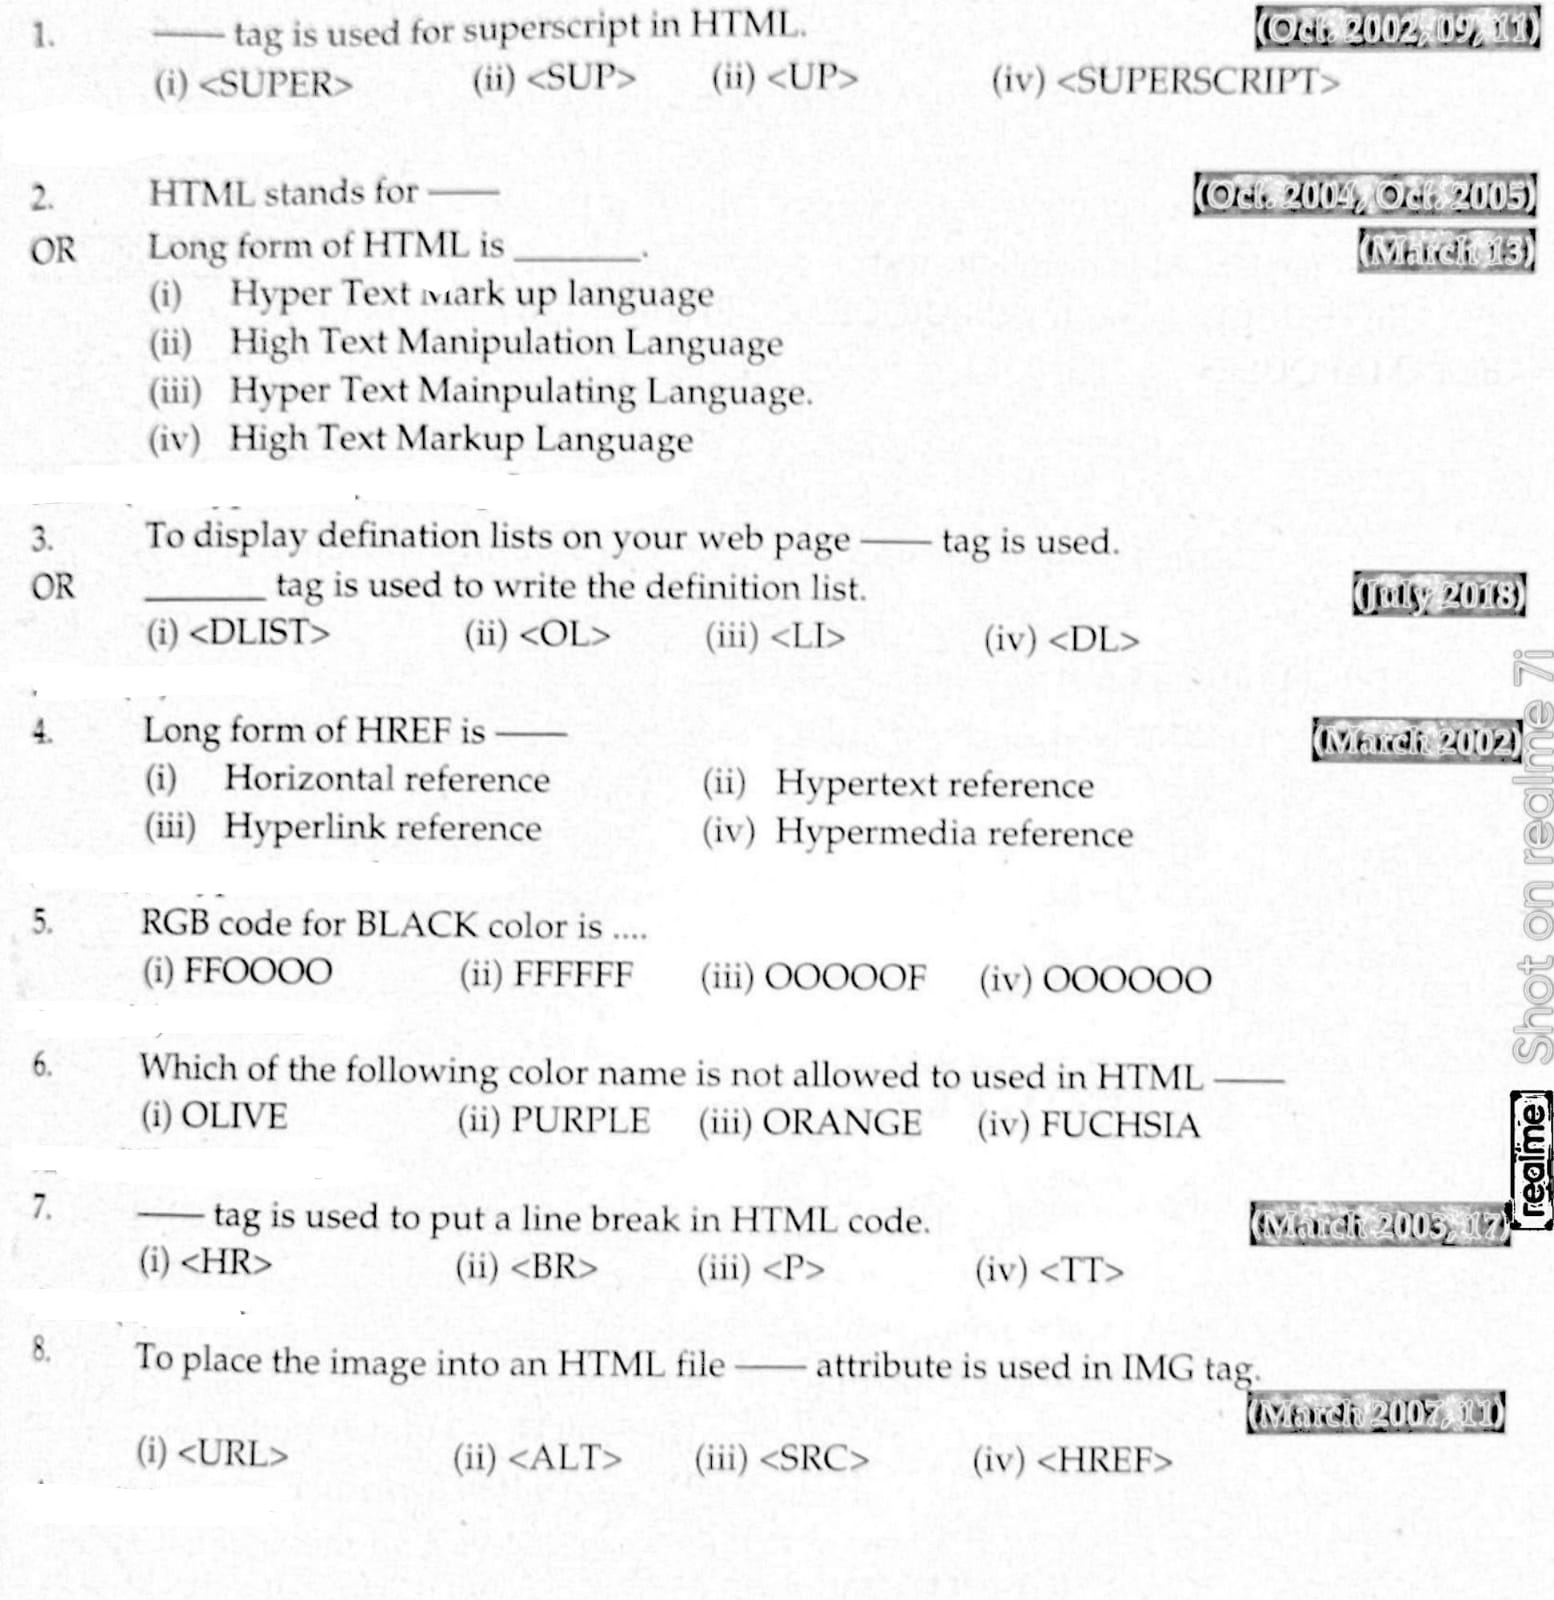 1. —— tag is used for superscript in HTML. (Oct. 2002, 09, 11)
(i) <SUPER> (ii) <SUP> (ii) <UP> (iv) <SUPERSCRIPT>
2. HTML stands for —— (Oct. 2004, Oct. 2005)
OR Long form of HTML is _______. (March 13)
(i) Hyper Text Mark up language
(ii) High Text Manipulation Language
(iii) Hyper Text Mainpulating Language.
(iv) High Text Markup Language
3. To display defination lists on your web page —— tag is used.
OR _______ tag is used to write the definition list. (July 2018)
(i) <DLIST> (ii) <OL> (iii) <LI> (iv) <DL>
4. Long form of HREF is —— (March 2002)
(i) Horizontal reference (ii) Hypertext reference
(iii) Hyperlink reference (iv) Hypermedia reference
5. RGB code for BLACK color is ....
(i) FFOOOO (ii) FFFFFF (iii) OOOOOF (iv) OOOOOO
6. Which of the following color name is not allowed to used in HTML ——
(i) OLIVE (ii) PURPLE (iii) ORANGE (iv) FUCHSIA
7. —— tag is used to put a line break in HTML code. (March 2003, 17)
(i) <HR> (ii) <BR> (iii) <P> (iv) <TT>
8. To place the image into an HTML file —— attribute is used in IMG tag.
(March 2007, 11)
(i) <URL> (ii) <ALT> (iii) <SRC> (iv) <HREF>
realme Shot on realme 7i